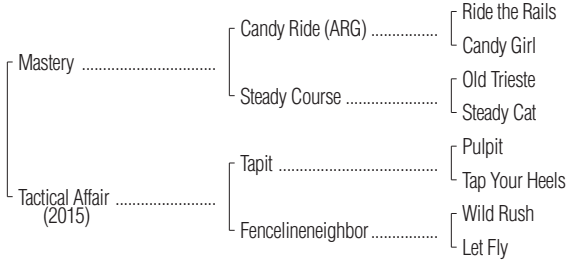 Ride the Rails
Candy Ride (ARG) ................
Candy Girl
Mastery ................................
Old Trieste
Steady Course ......................
Steady Cat
Pulpit
Tapit ......................................
Tap Your Heels
Tactical Affair ........................
(2015)
Wild Rush
Fencelineneighbor ................
Let Fly